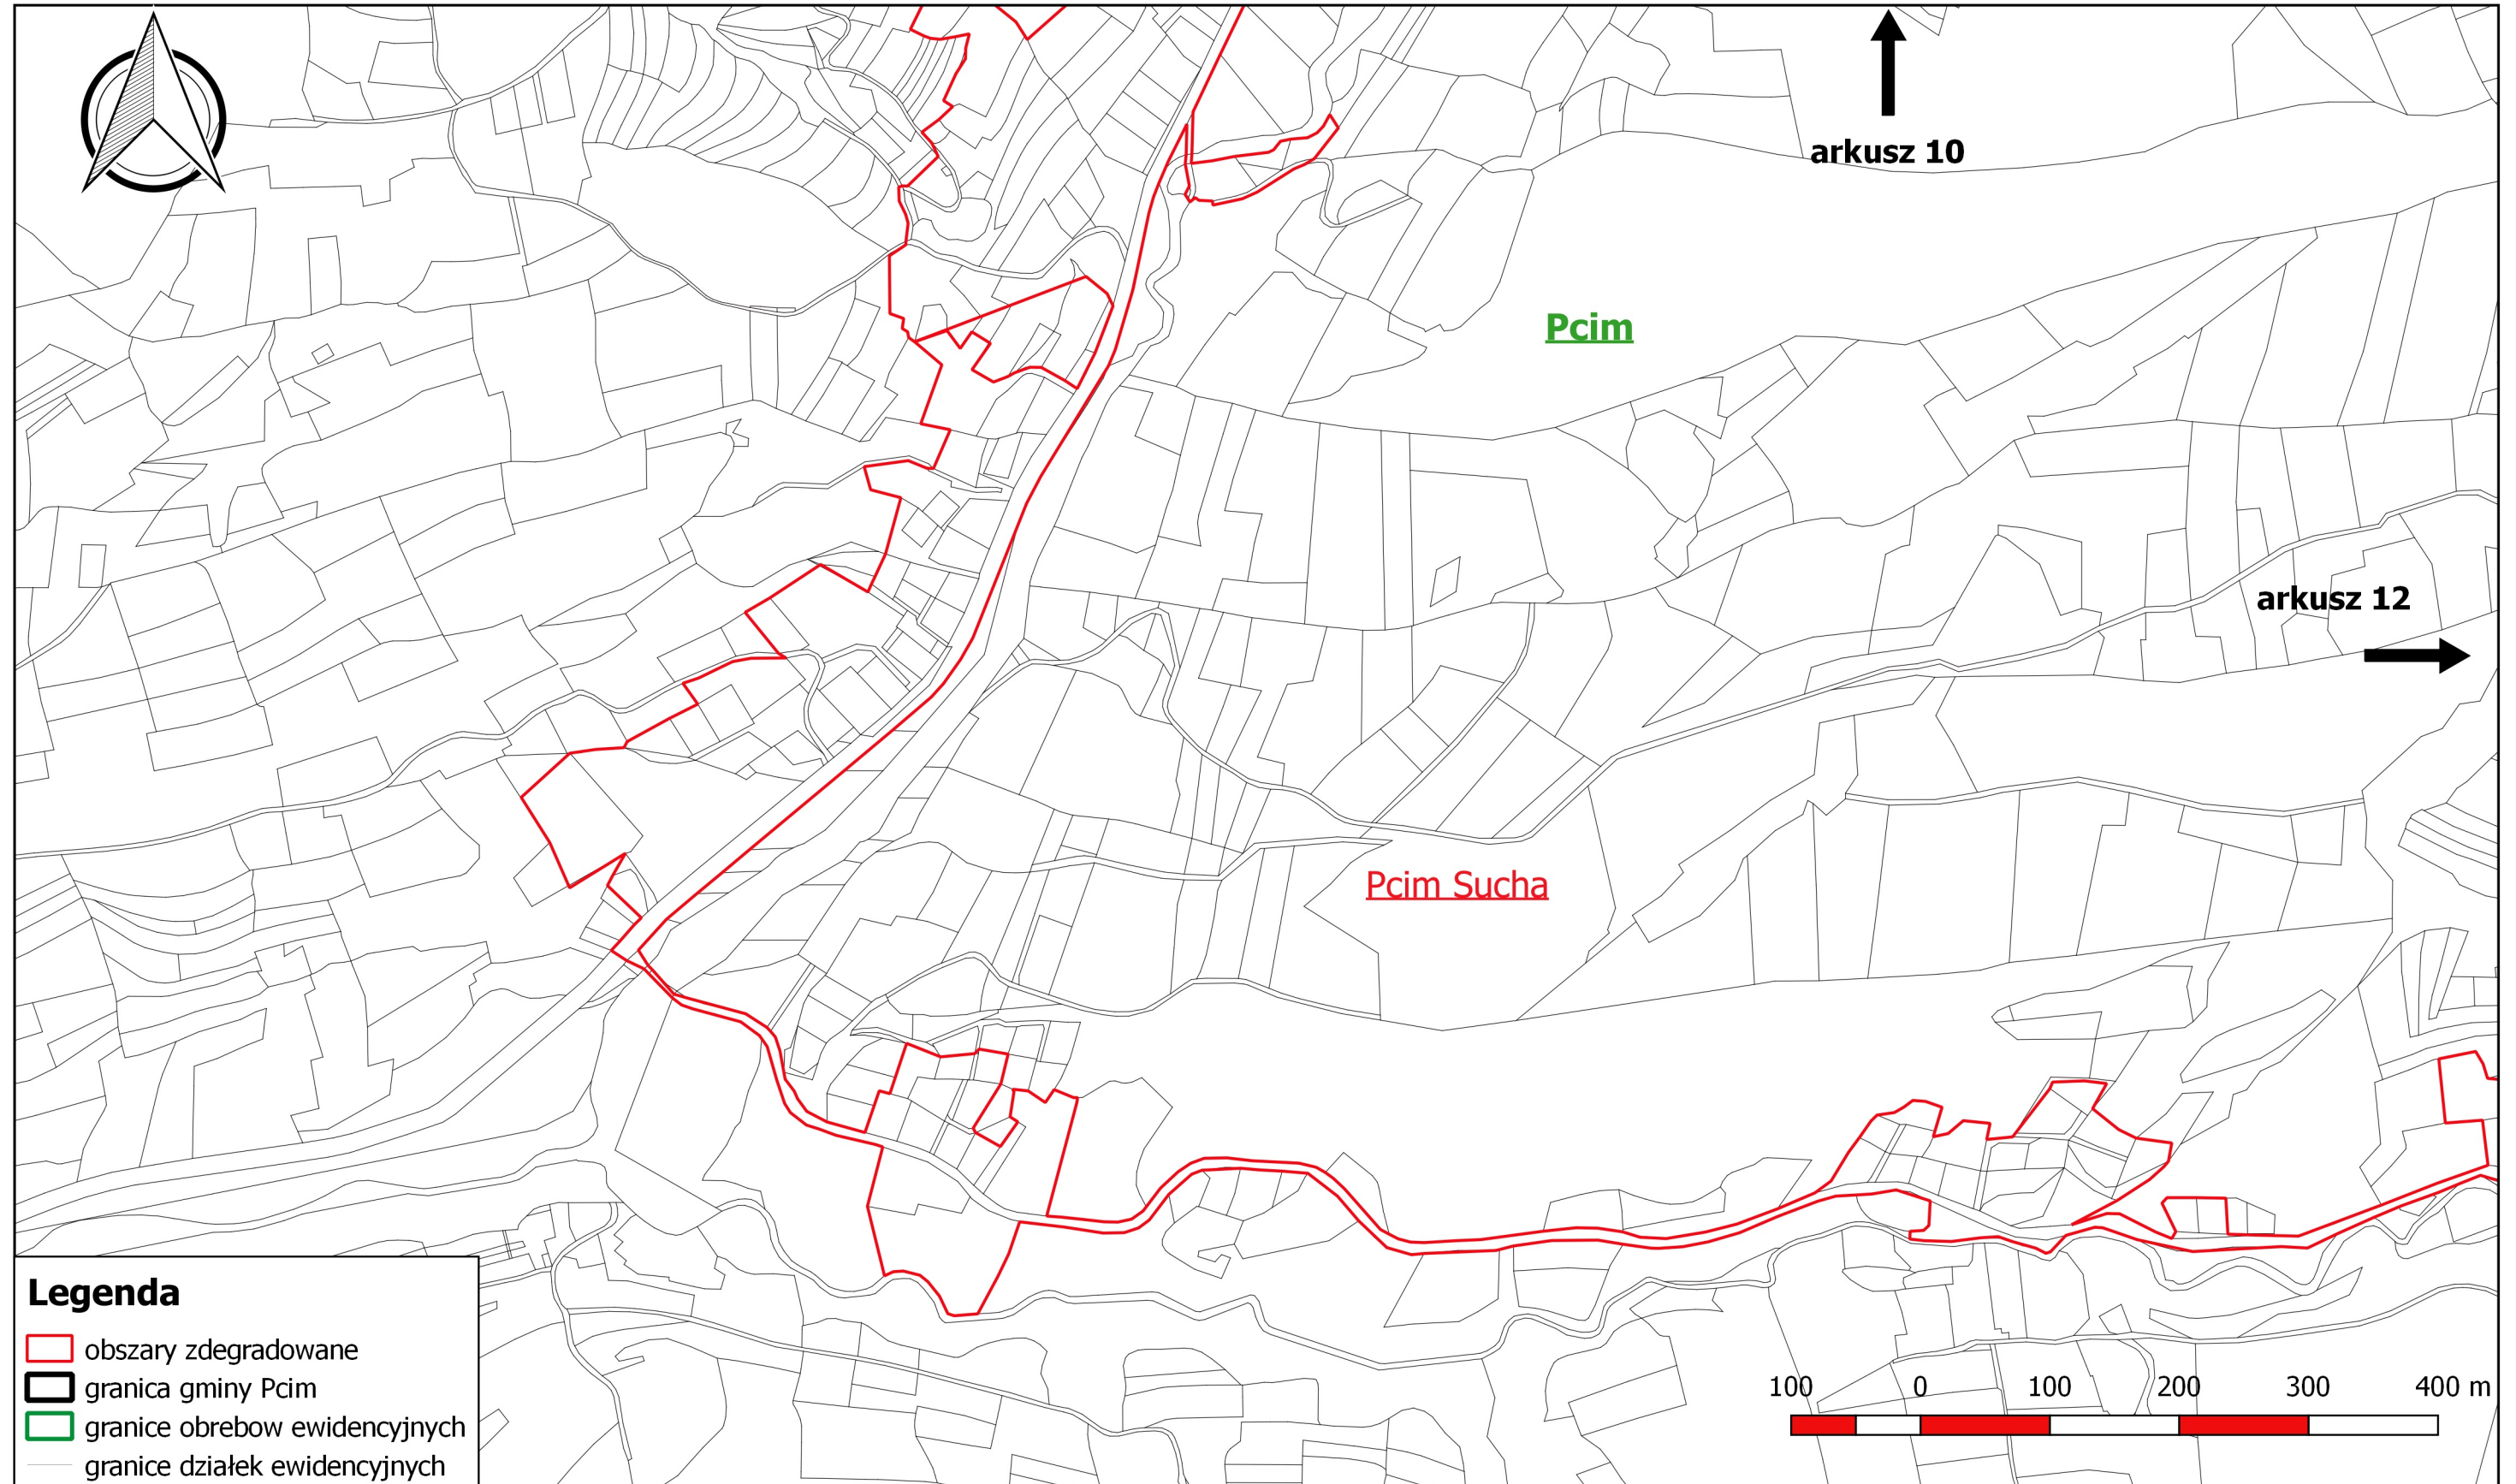 arkusz 10
Pcim
arkusz 12
Pcim Sucha
Legenda
obszary zdegradowane
granica gminy Pcim
granice obrebow ewidencyjnych
granice działek ewidencyjnych
100 0 100 200 300 400 m